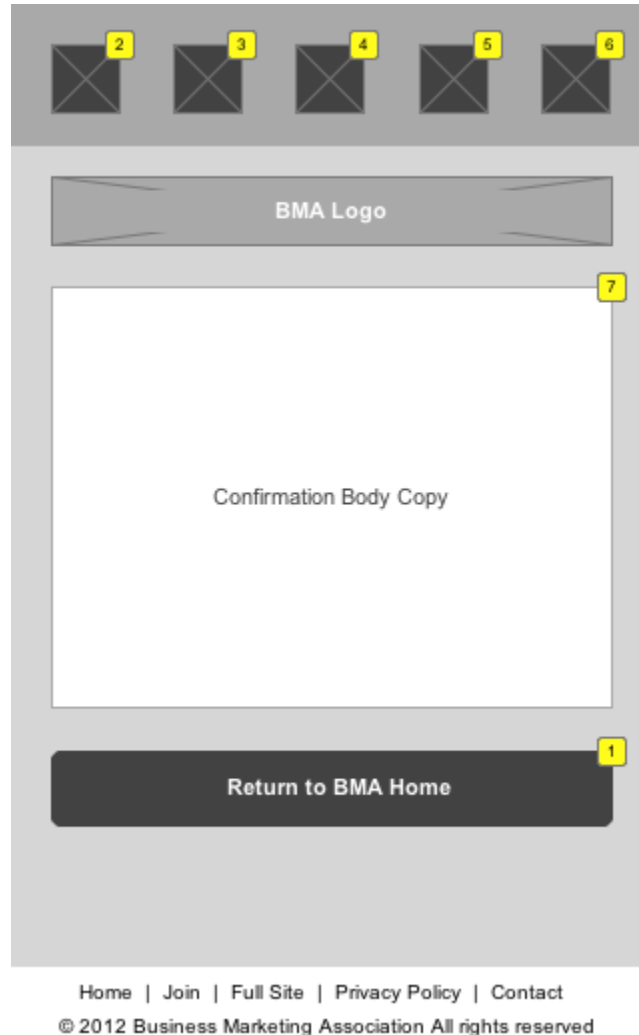 2 3 4 5 6
BMA Logo
7
Confirmation Body Copy
1
Return to BMA Home
Home | Join | Full Site | Privacy Policy | Contact
© 2012 Business Marketing Association All rights reserved